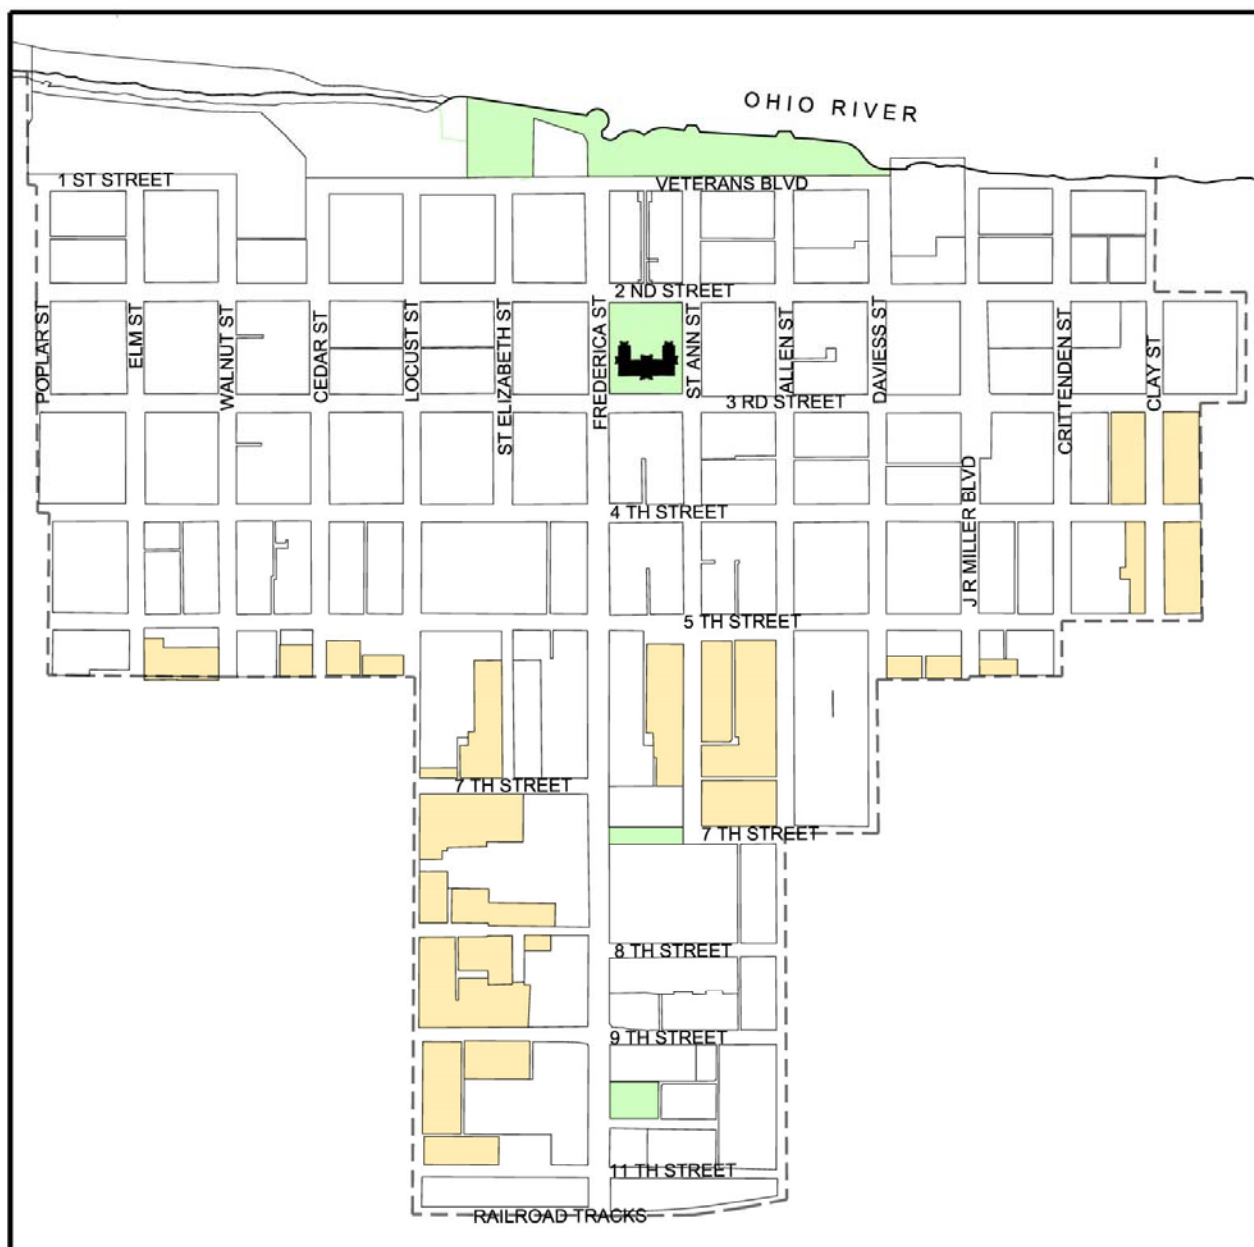 OHIO RIVER
1 ST STREET
VETERANS BLVD
2 ND STREET
POPLAR ST
ELM ST
WALNUT ST
CEDAR ST
LOCUST ST
ST ELIZABETH ST
FREDERICA ST
ST ANN ST
ALLEN ST
DAVIESS ST
CRITTENDEN ST
CLAY ST
3 RD STREET
J R MILLER BLVD
4 TH STREET
5 TH STREET
7 TH STREET
7 TH STREET
8 TH STREET
9 TH STREET
11 TH STREET
RAILROAD TRACKS